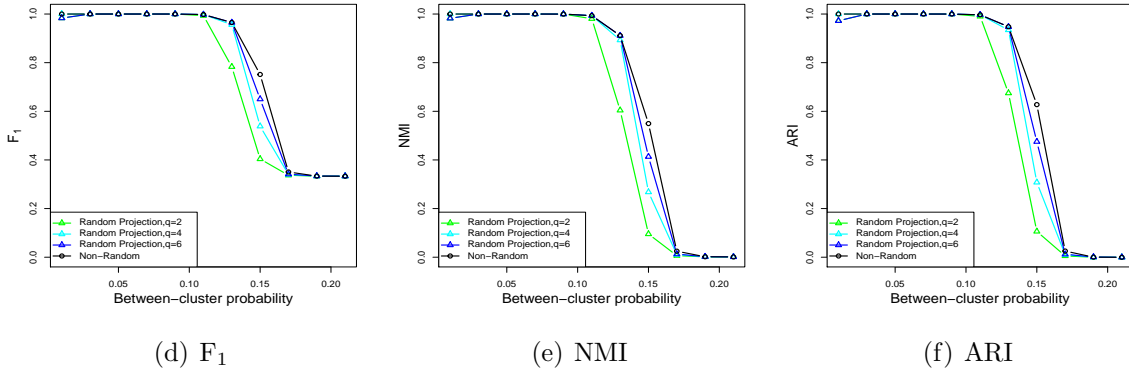 1.0
0.8
0.6
0.4
0.2
0.0
F1
Random Projection,q=2
Random Projection,q=4
Random Projection,q=6
Non−Random
0.05 0.10 0.15 0.20
Between−cluster probability
(d) F1
1.0
0.8
0.6
0.4
0.2
0.0
NMI
Random Projection,q=2
Random Projection,q=4
Random Projection,q=6
Non−Random
0.05 0.10 0.15 0.20
Between−cluster probability
(e) NMI
1.0
0.8
0.6
0.4
0.2
0.0
ARI
Random Projection,q=2
Random Projection,q=4
Random Projection,q=6
Non−Random
0.05 0.10 0.15 0.20
Between−cluster probability
(f) ARI